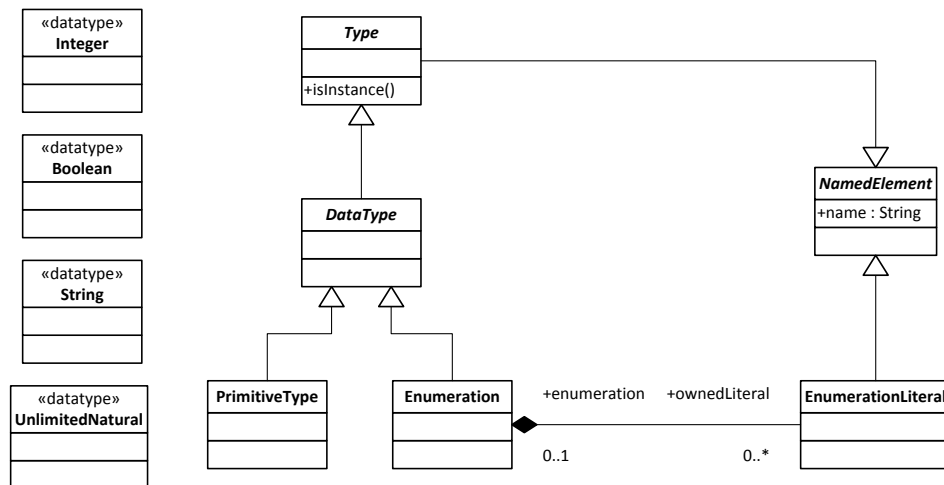 «datatype»
Integer
«datatype»
Boolean
«datatype»
String
«datatype»
UnlimitedNatural
Type
+isInstance()
DataType
NamedElement
+name : String
PrimitiveType
Enumeration
+enumeration
+ownedLiteral
0..1
0..*
EnumerationLiteral